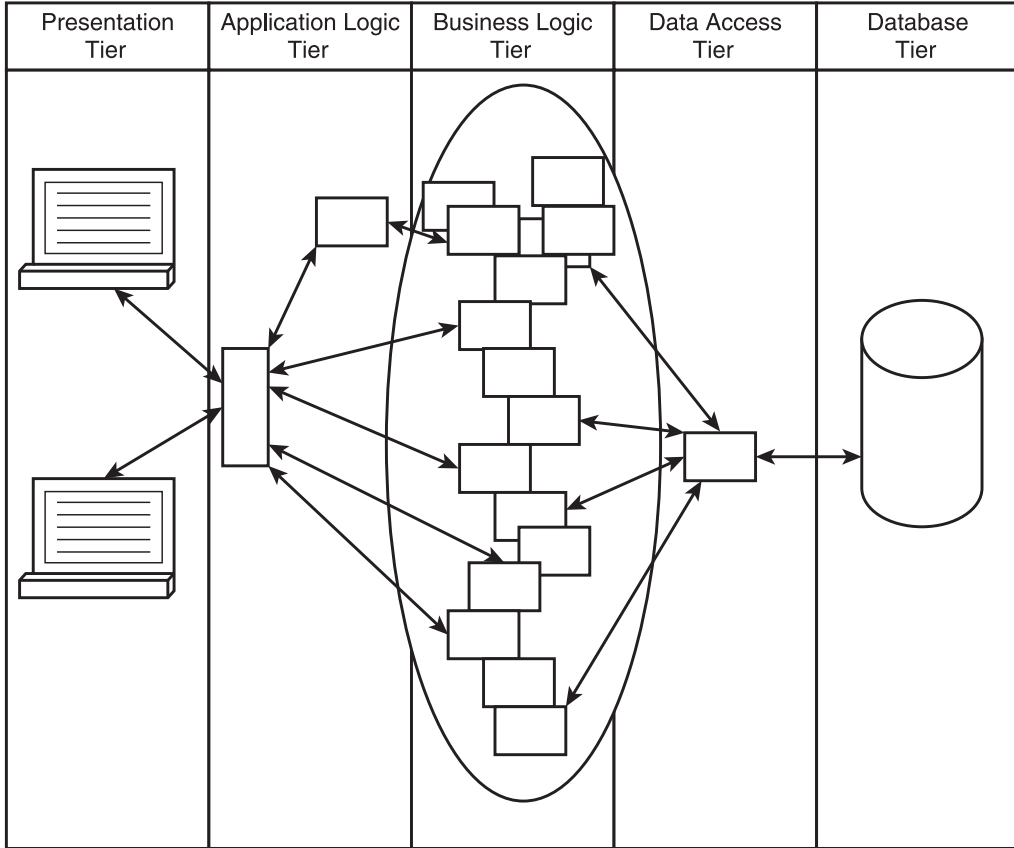 Presentation
Tier
Application Logic
Tier
Business Logic
Tier
Data Access
Tier
Database
Tier